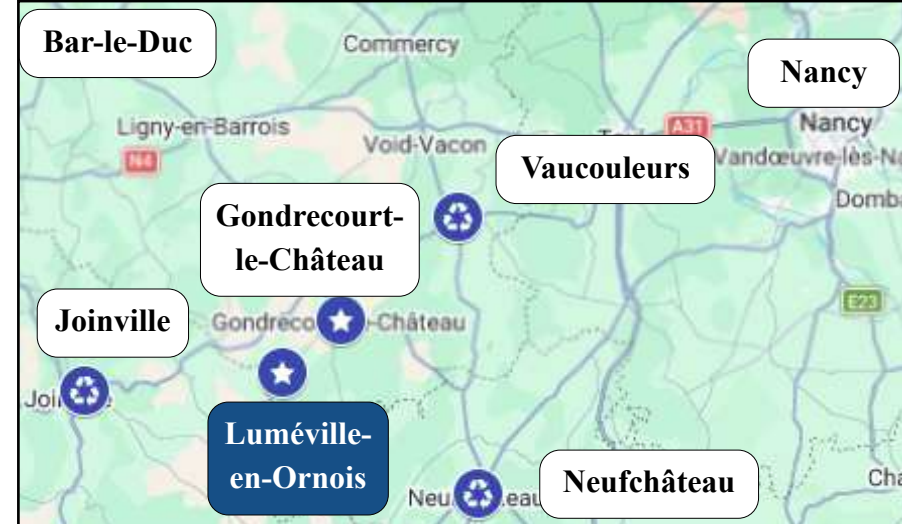 Bar-le-Duc
Commercy
Nancy
Ligny-en-Barrois
A31
Nancy
N4
Void-Vacon
Vaucouleurs
Vandœuvre-lès-Na
Gondrecourt-
le-Château
Domba
E23
Joinville
Gondreco
-Château
Joi
Luméville-
en-Ornois
Neufchâteau
Neu
eau
Cha